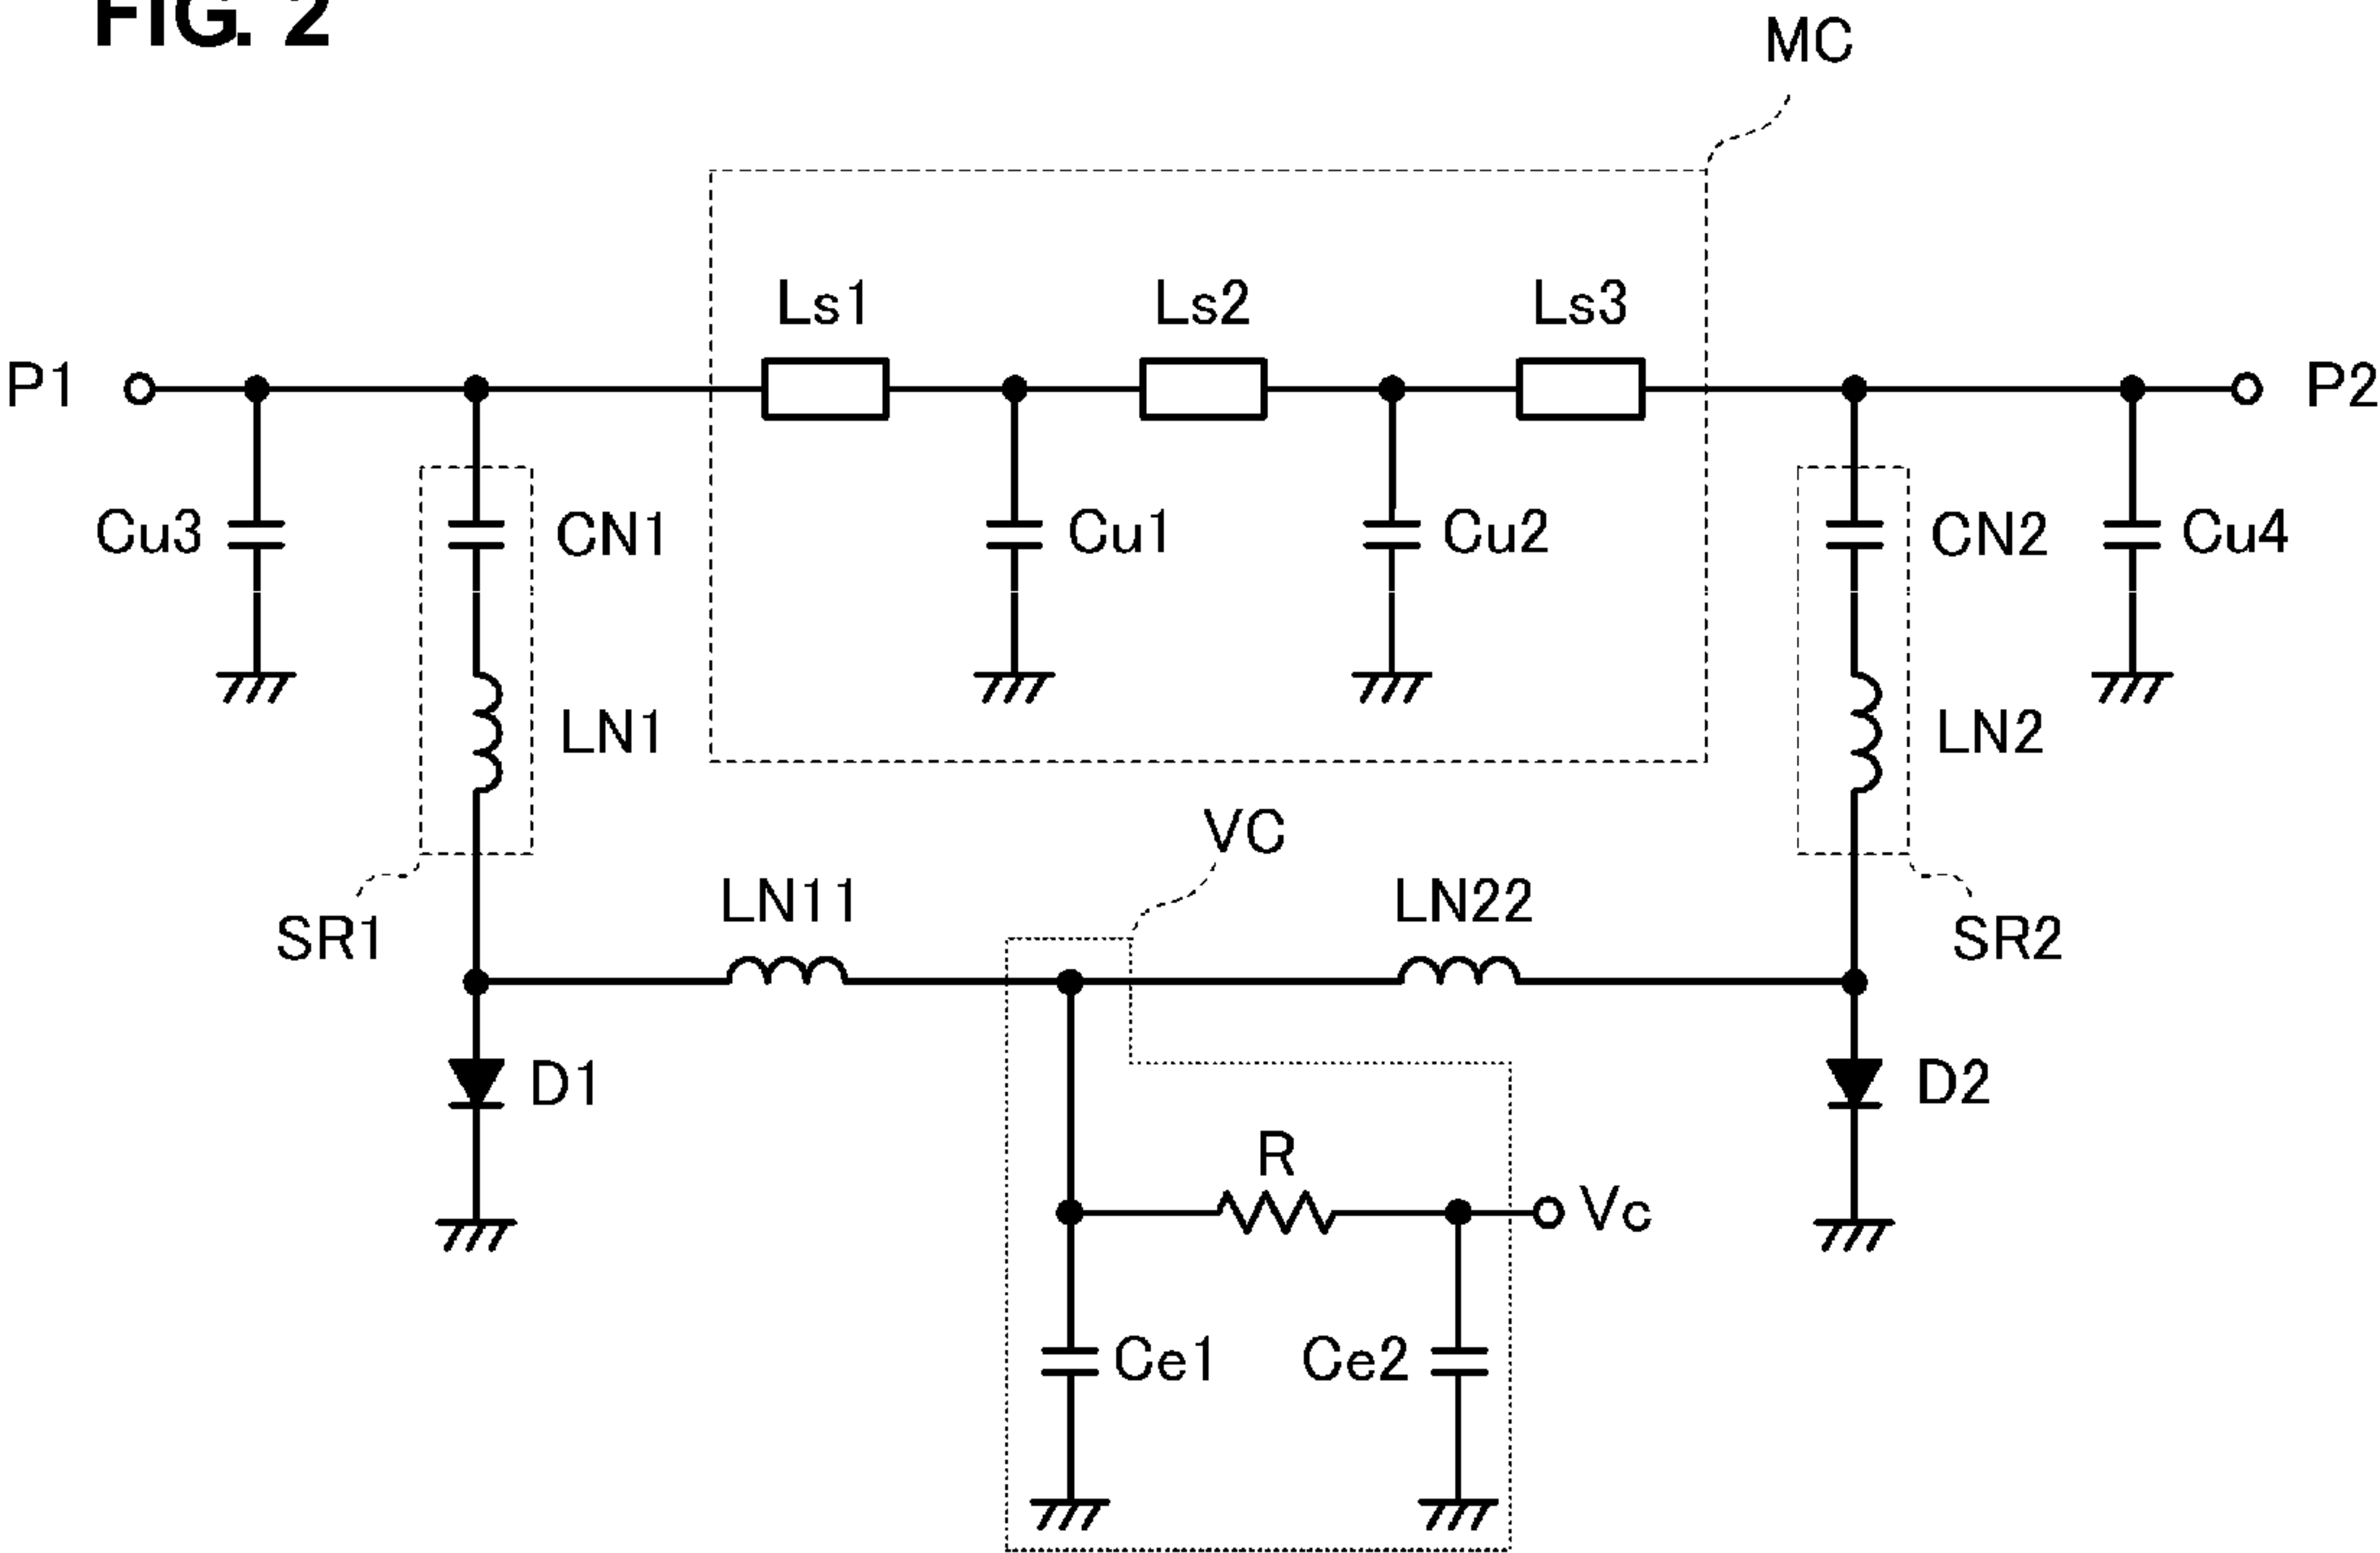 FIG. 2
MC
Ls1 Ls2 Ls3
P1 P2
Cu3 CN1 Cu1 Cu2 CN2 Cu4
LN1 LN2
VC
LN11 LN22
SR1 SR2
D1 D2
R
Vc
Ce1 Ce2